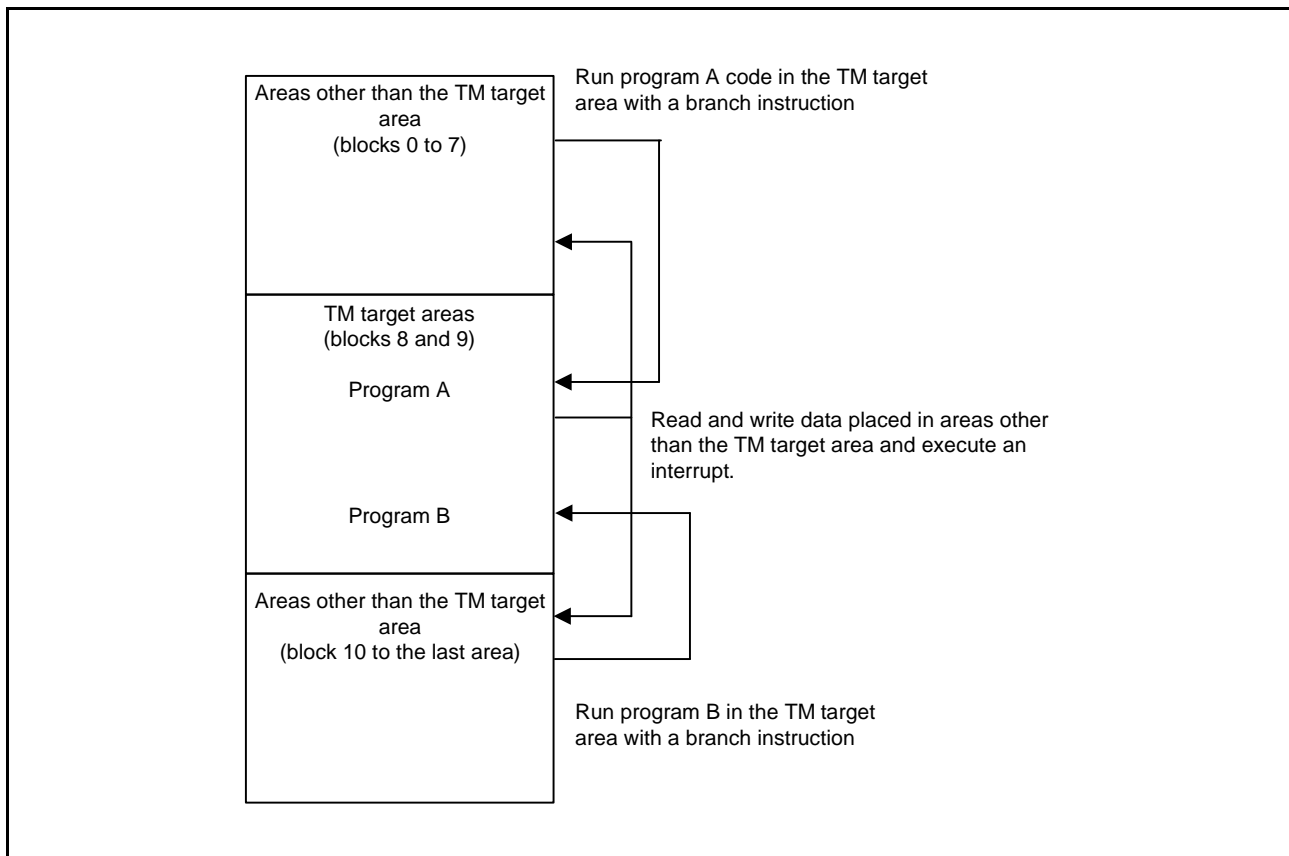 Areas other than the TM target
area
(blocks 0 to 7)
Run program A code in the TM target
area with a branch instruction
TM target areas
(blocks 8 and 9)
Program A
Read and write data placed in areas other
than the TM target area and execute an
interrupt.
Program B
Areas other than the TM target
area
(block 10 to the last area)
Run program B in the TM target
area with a branch instruction